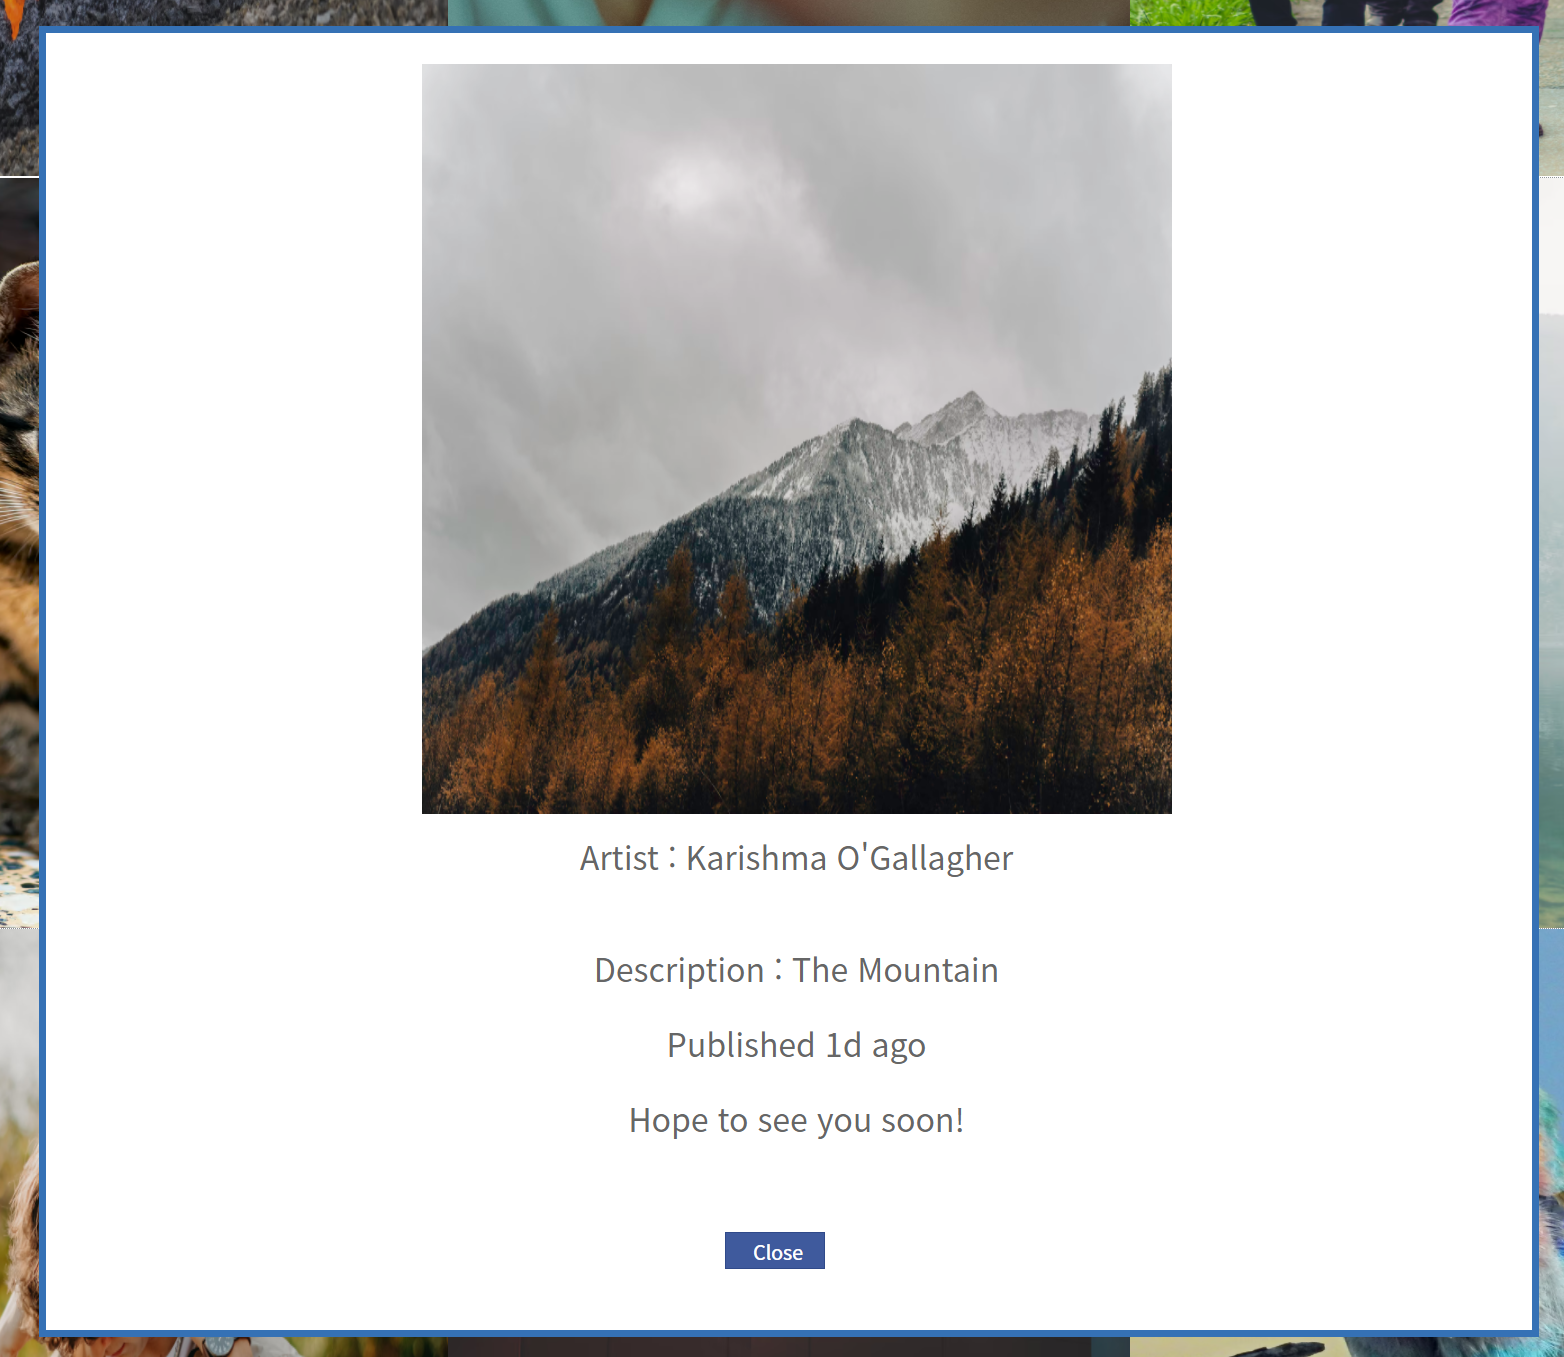 Artist : Karishma O'Gallagher
Description : The Mountain
Published 1d ago
Hope to see you soon!
Close